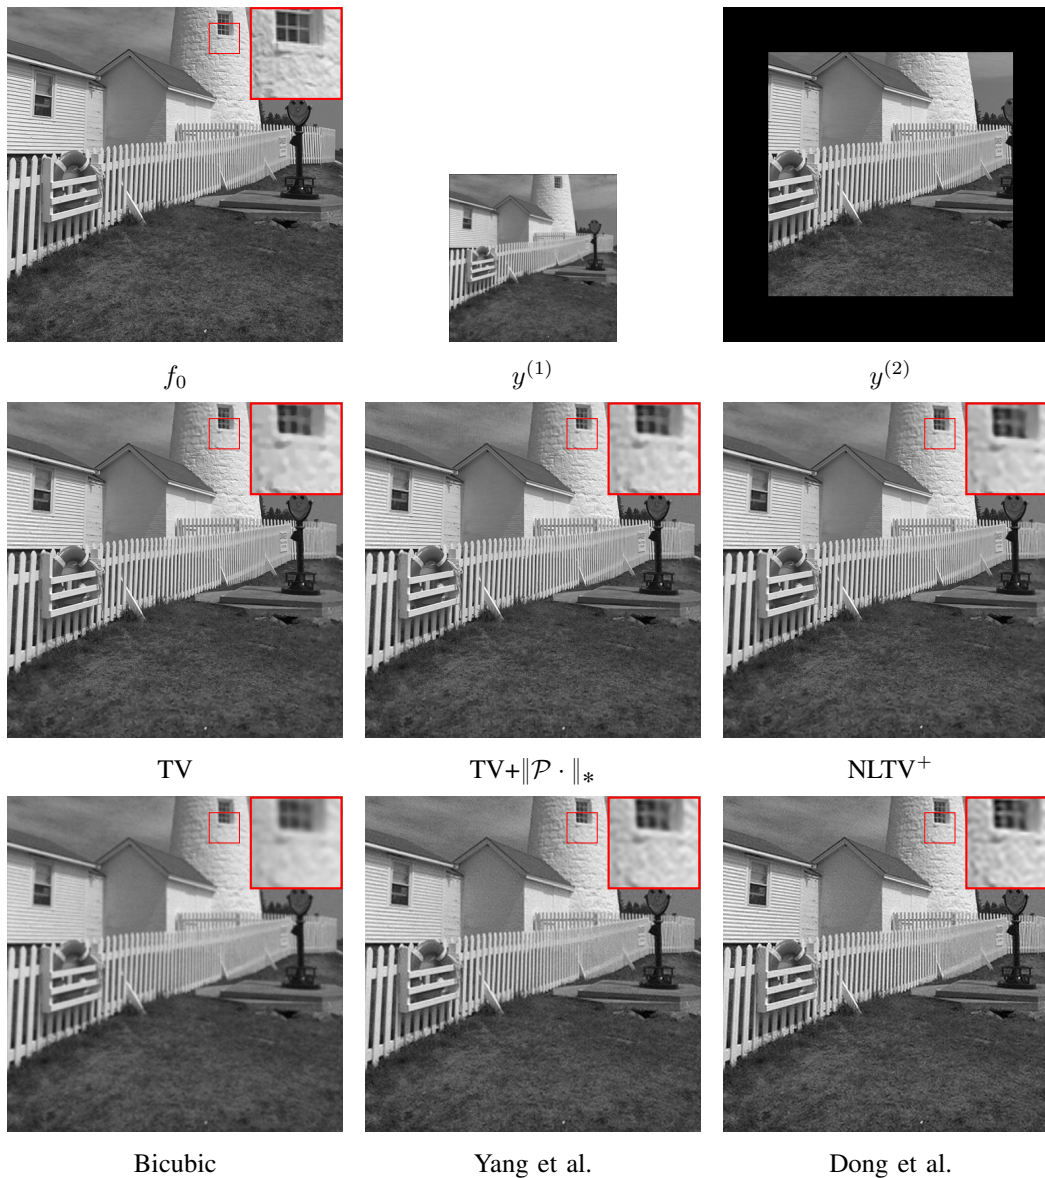 f₀
y⁽¹⁾
y⁽²⁾
TV
TV+‖𝒫 · ‖∗
NLTV⁺
Bicubic
Yang et al.
Dong et al.